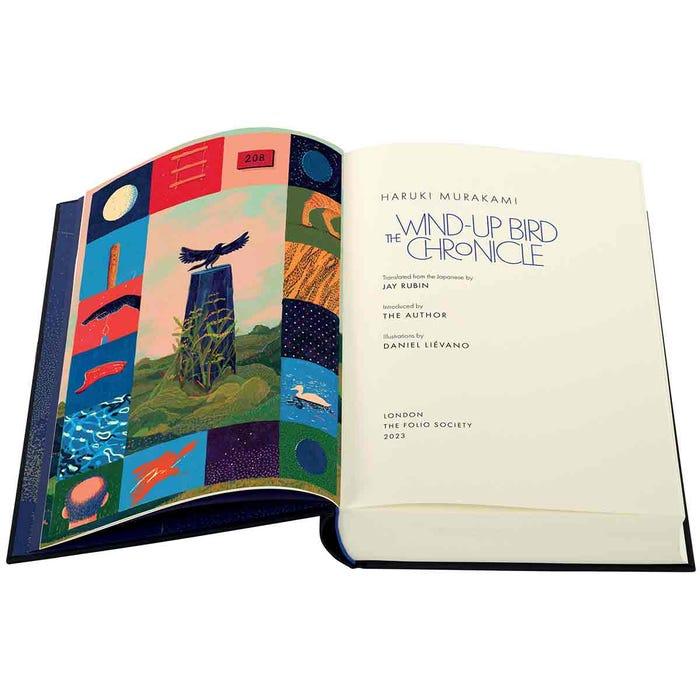 208
HARUKI MURAKAMI
THE WIND-UP BIRD
CHRONICLE
Translated from the Japanese by
JAY RUBIN
Introduced by
THE AUTHOR
Illustrations by
DANIEL LIÉVANO
LONDON
THE FOLIO SOCIETY
2023